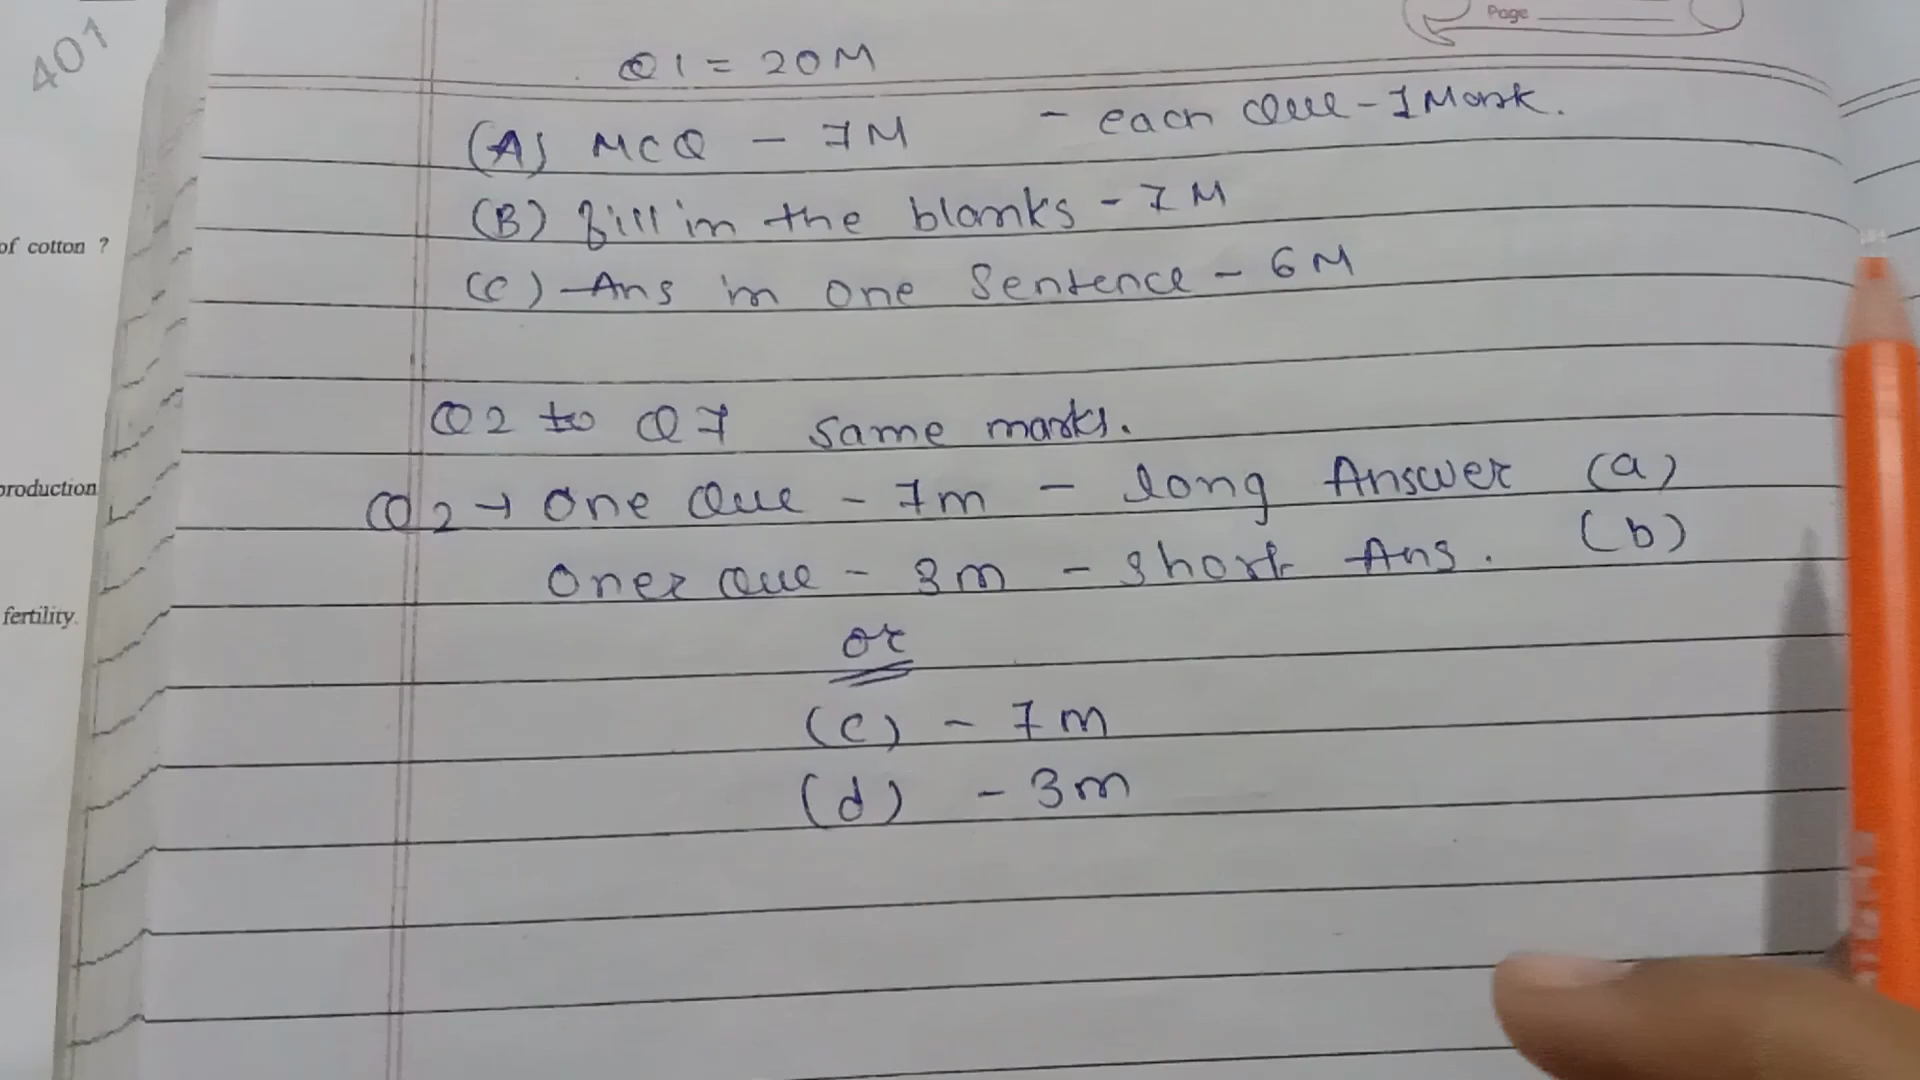 401
Page
Q1 = 20M
(A) MCQ - 7M - each Que - 1 Mark.
(B) fill in the blanks - 7M
of cotton ?
(c) Ans in one Sentence - 6M
Q2 to Q7 same marks.
production
Q2 → One Que - 7m - long Answer (a)
One que - 3m - short Ans. (b)
fertility.
or
(c) - 7m
(d) - 3m